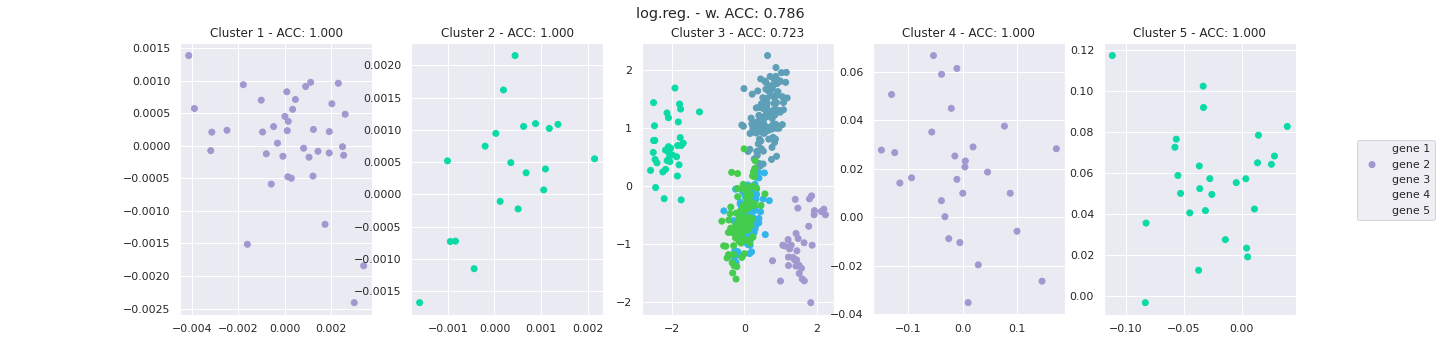 log.reg. - w. ACC: 0.786
Cluster 1 - ACC: 1.000
0.0015
0.0010
0.0005
0.0000
−0.0005
−0.0010
−0.0015
−0.0020
−0.0025
−0.004 −0.002 0.000 0.002
Cluster 2 - ACC: 1.000
0.0020
0.0015
0.0010
0.0005
0.0000
−0.0005
−0.0010
−0.0015
−0.001 0.000 0.001 0.002
Cluster 3 - ACC: 0.723
2
1
0
−1
−2
−2 0 2
Cluster 4 - ACC: 1.000
0.06
0.04
0.02
0.00
−0.02
−0.04
−0.1 0.0 0.1
Cluster 5 - ACC: 1.000
0.12
0.10
0.08
0.06
0.04
0.02
0.00
−0.10 −0.05 0.00
gene 1
gene 2
gene 3
gene 4
gene 5